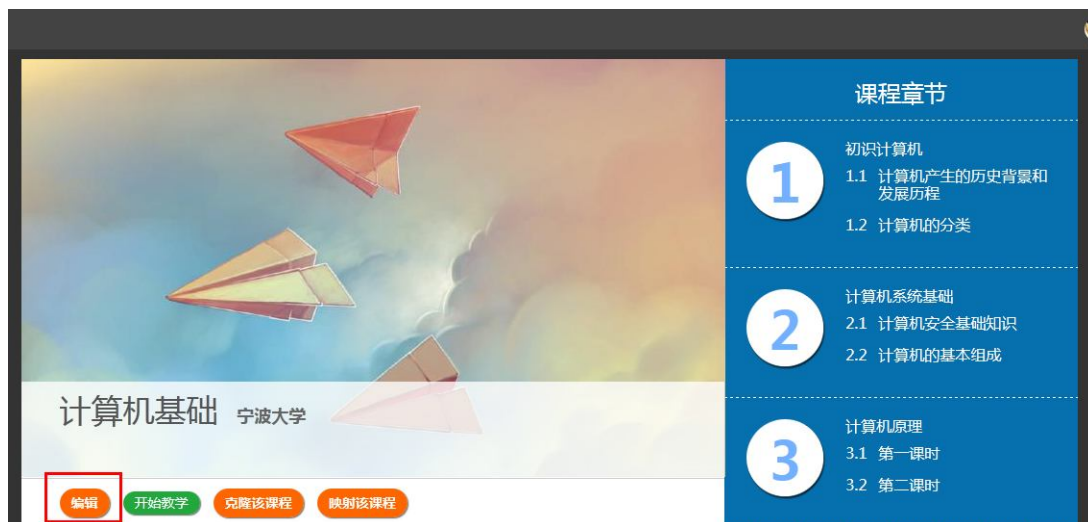 计算机基础 宁波大学
编辑 开始教学 克隆该课程 映射该课程
课程章节
1
初识计算机
1.1 计算机产生的历史背景和
发展历程
1.2 计算机的分类
2
计算机系统基础
2.1 计算机安全基础知识
2.2 计算机的基本组成
3
计算机原理
3.1 第一课时
3.2 第二课时